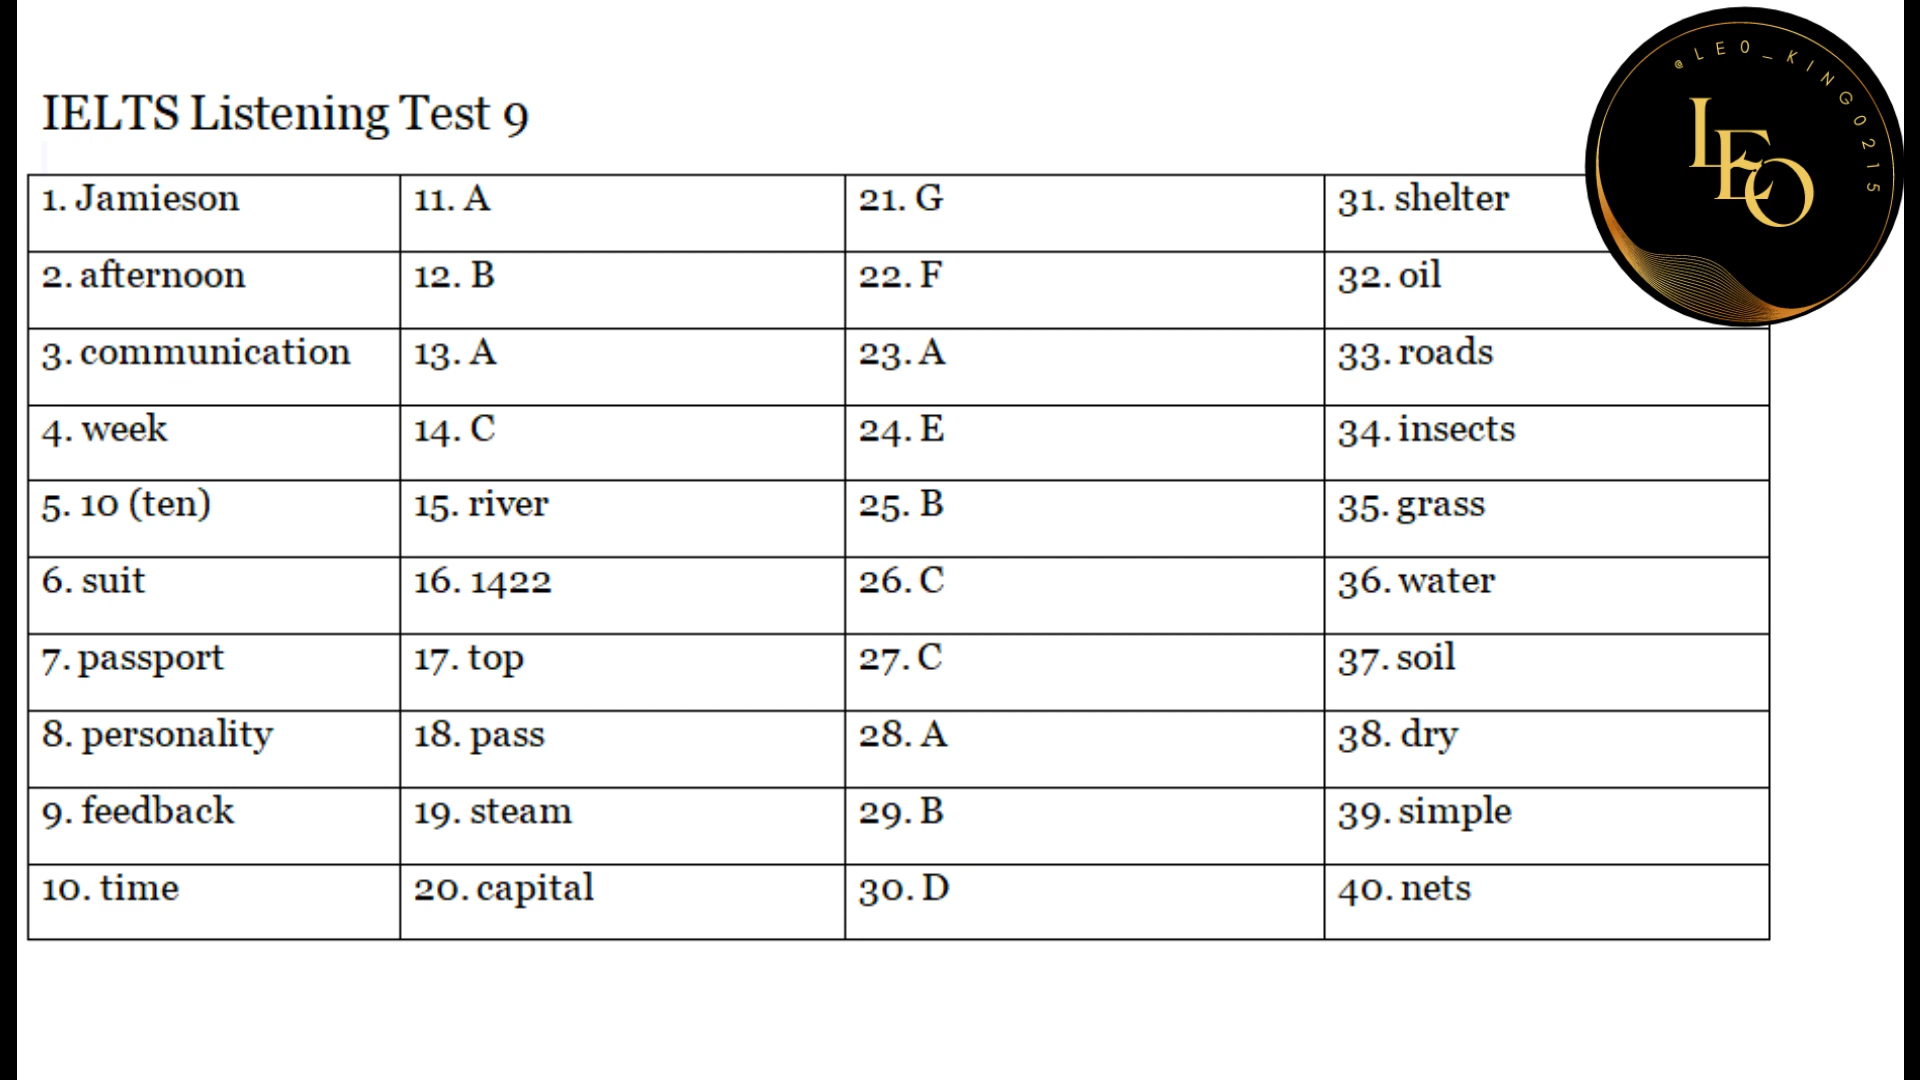 @LE0_KING0215
LEO
IELTS Listening Test 9
1. Jamieson 11. A 21. G 31. shelter
2. afternoon 12. B 22. F 32. oil
3. communication 13. A 23. A 33. roads
4. week 14. C 24. E 34. insects
5. 10 (ten) 15. river 25. B 35. grass
6. suit 16. 1422 26. C 36. water
7. passport 17. top 27. C 37. soil
8. personality 18. pass 28. A 38. dry
9. feedback 19. steam 29. B 39. simple
10. time 20. capital 30. D 40. nets